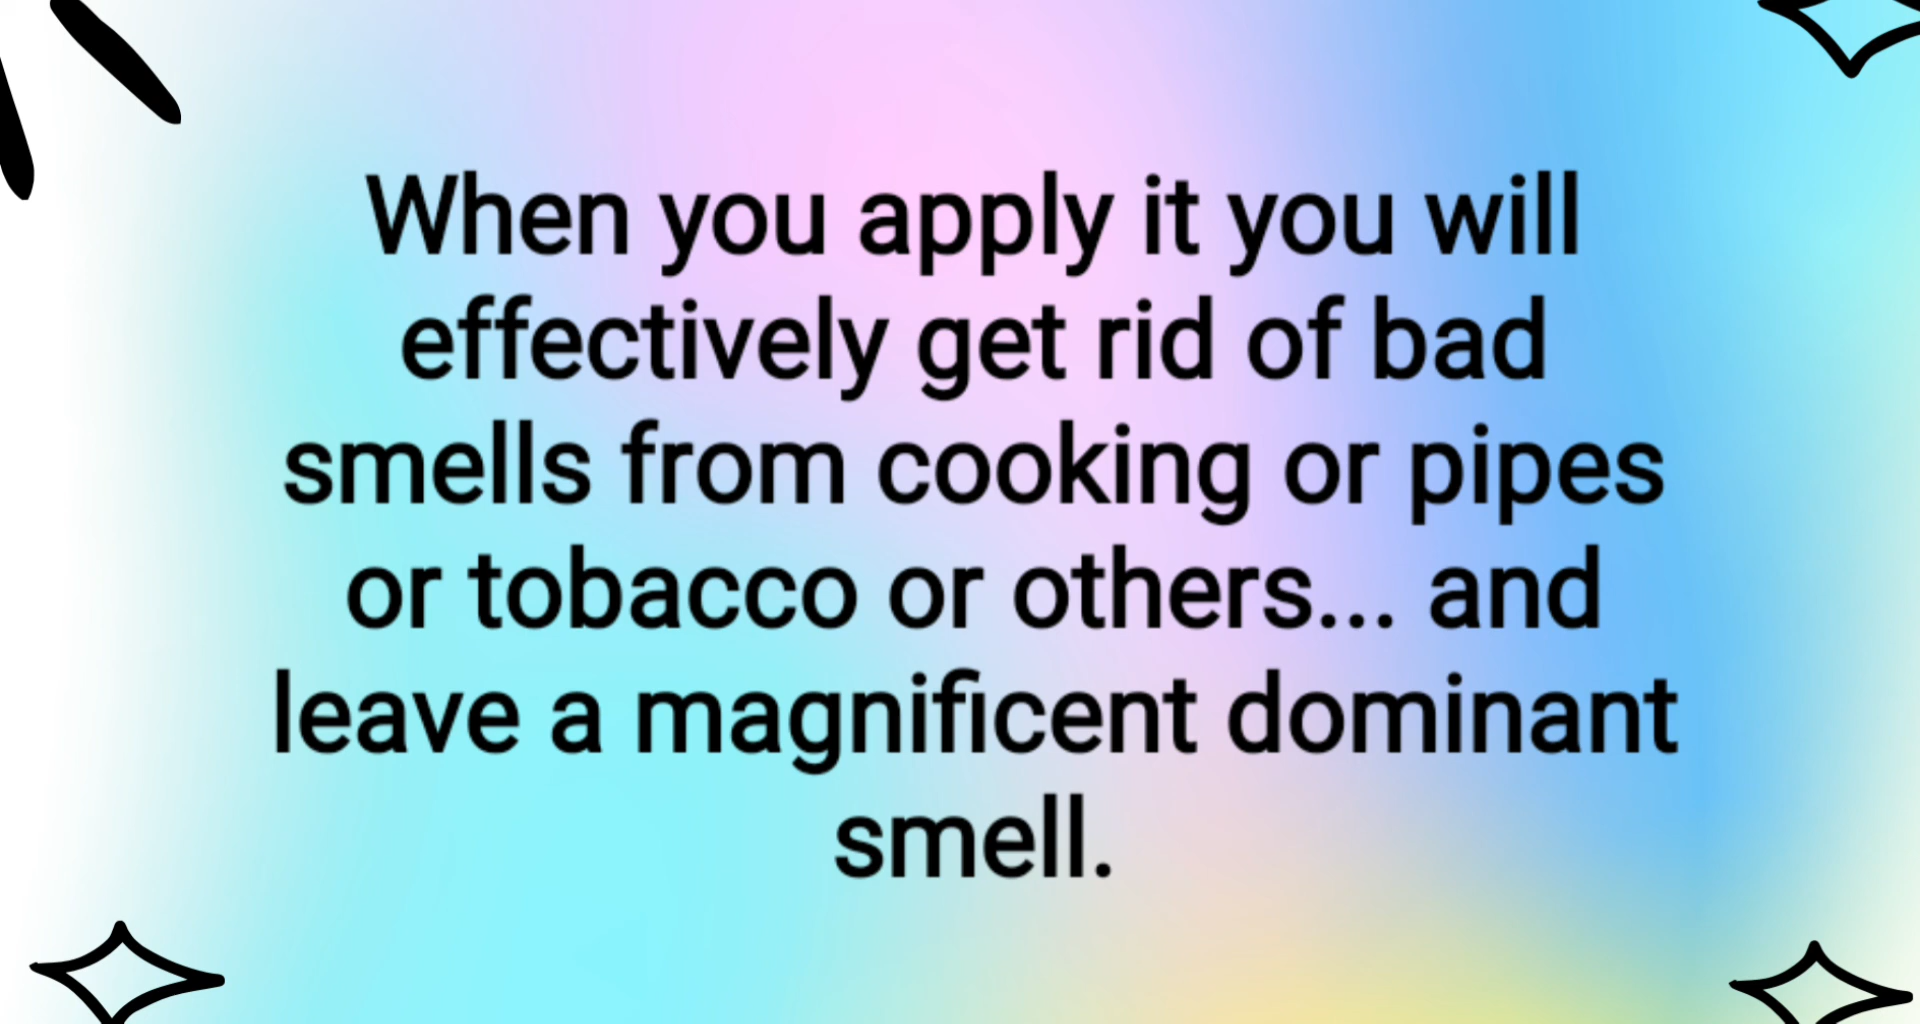 When you apply it you will
effectively get rid of bad
smells from cooking or pipes
or tobacco or others... and
leave a magnificent dominant
smell.